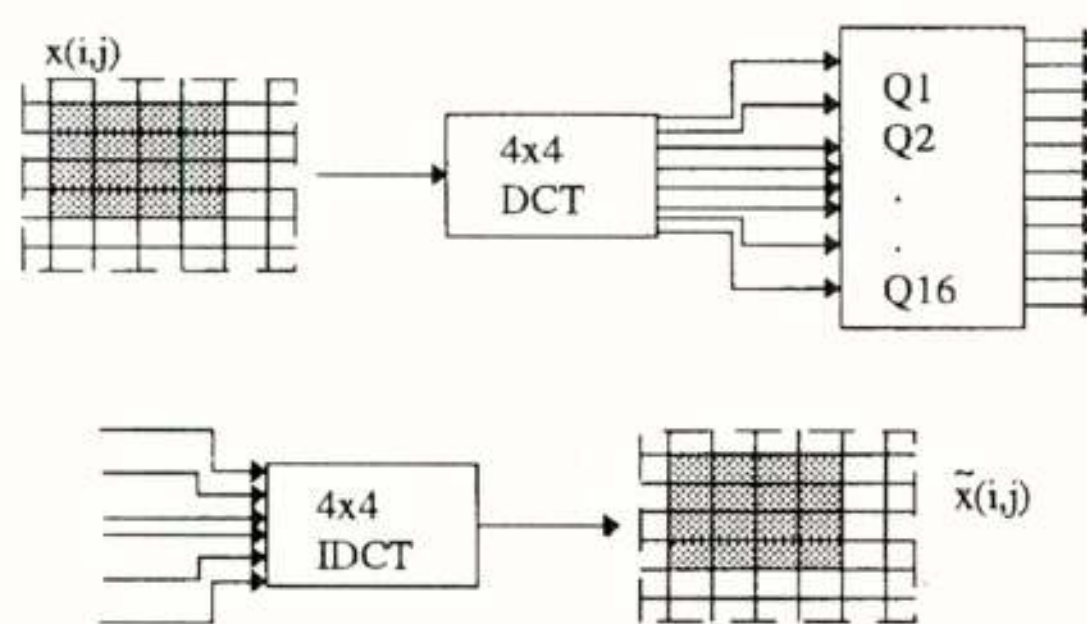 x(i,j)
4x4
DCT
Q1
Q2
.
.
Q16
4x4
IDCT
x̃(i,j)